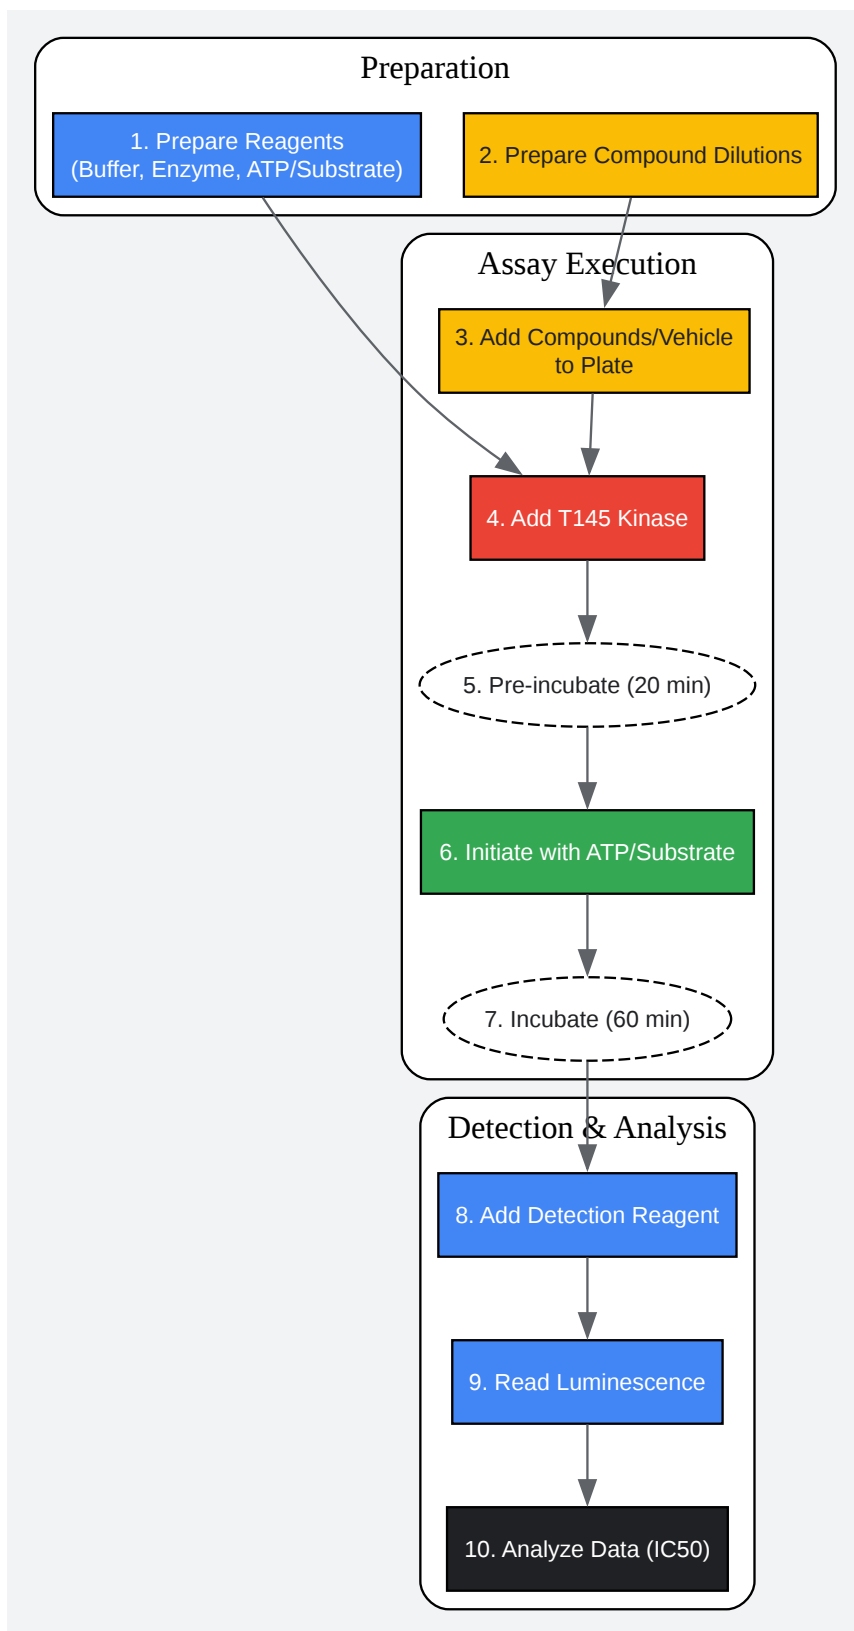 Preparation
1. Prepare Reagents
(Buffer, Enzyme, ATP/Substrate)
2. Prepare Compound Dilutions
Assay Execution
3. Add Compounds/Vehicle
to Plate
4. Add T145 Kinase
5. Pre-incubate (20 min)
6. Initiate with ATP/Substrate
7. Incubate (60 min)
Detection & Analysis
8. Add Detection Reagent
9. Read Luminescence
10. Analyze Data (IC50)